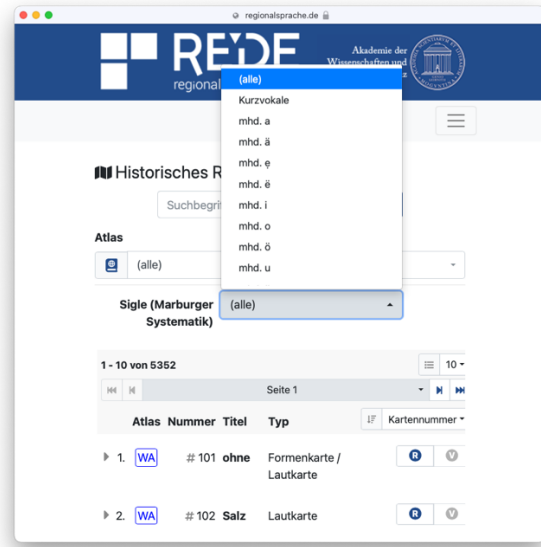 regionalsprache.de
REDE
regional
Akademie der
Wissenschaften und
z
(alle)
Kurzvokale
mhd. a
mhd. ä
mhd. ę
mhd. ë
mhd. i
mhd. o
mhd. ö
mhd. u
Historisches R
Suchbegri
Atlas
(alle)
Sigle (Marburger
Systematik)
(alle)
1 - 10 von 5352
10
Seite 1
Atlas Nummer Titel Typ
Kartennummer
1. WA # 101 ohne Formenkarte /
Lautkarte
R V
2. WA # 102 Salz Lautkarte
R V